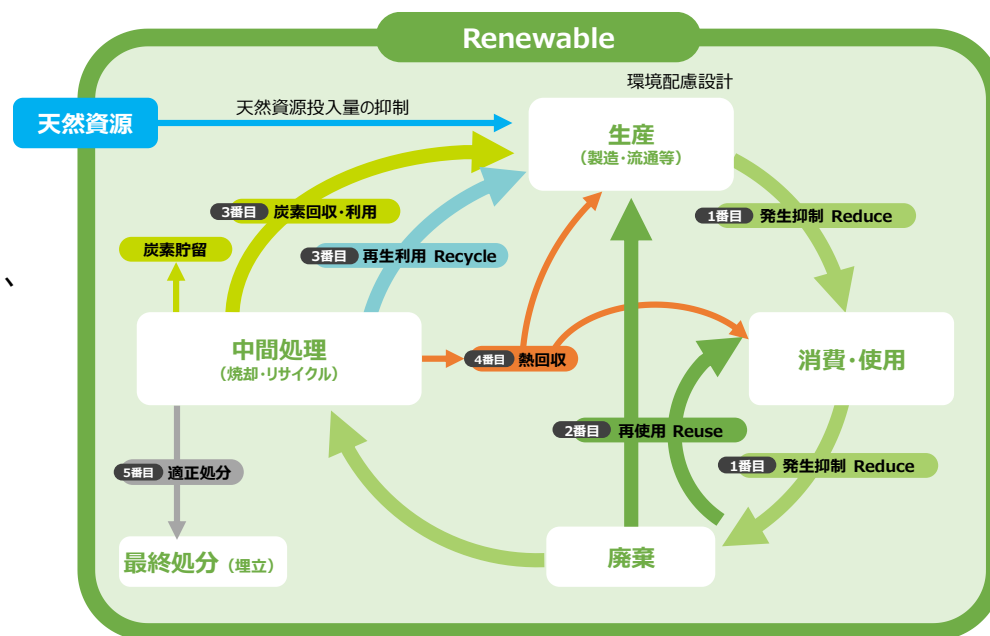 Renewable
環境配慮設計
天然資源
天然資源投入量の抑制
生産
（製造・流通等）
3番目 炭素回収・利用
1番目 発生抑制 Reduce
炭素貯留
3番目 再生利用 Recycle
、
中間処理
（焼却・リサイクル）
4番目 熱回収
消費・使用
2番目 再使用 Reuse
1番目 発生抑制 Reduce
5番目 適正処分
最終処分（埋立）
廃棄